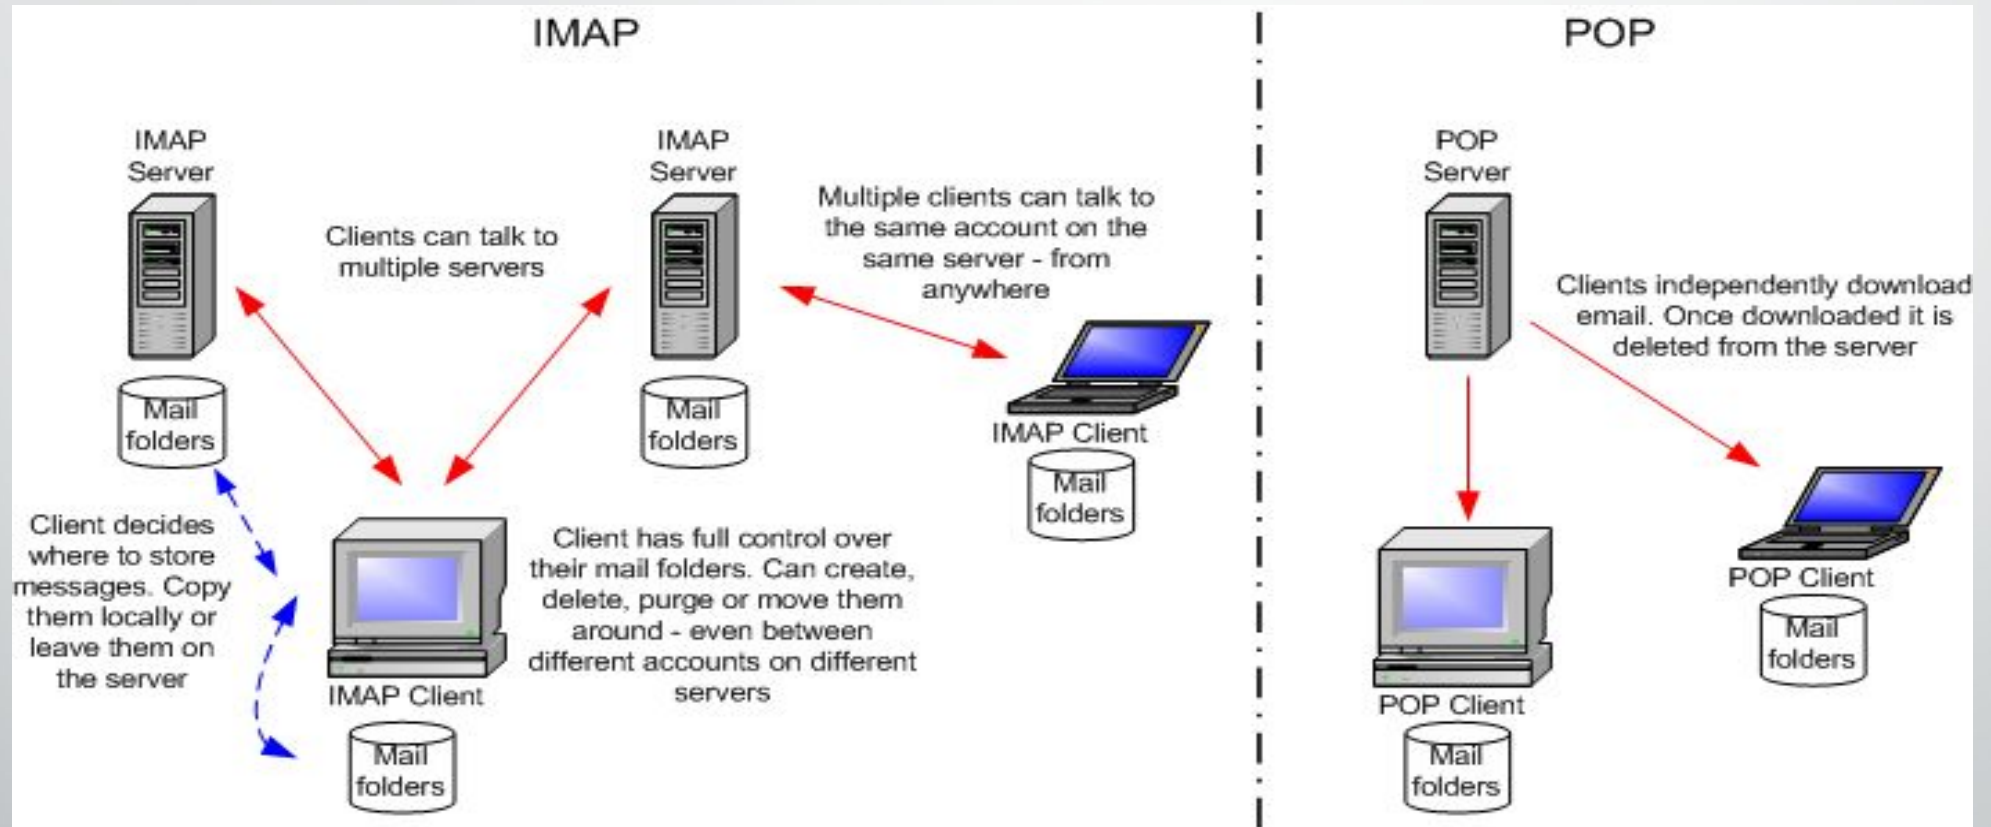 IMAP
IMAP
Server
Clients can talk to
multiple servers
IMAP
Server
Multiple clients can talk to
the same account on the
same server - from
anywhere
Mail
folders
Mail
folders
IMAP Client
Mail
folders
Client decides
where to store
messages. Copy
them locally or
leave them on
the server
Client has full control over
their mail folders. Can create,
delete, purge or move them
around - even between
different accounts on different
servers
IMAP Client
Mail
folders
POP
POP
Server
Clients independently download
email. Once downloaded it is
deleted from the server
POP Client
Mail
folders
POP Client
Mail
folders